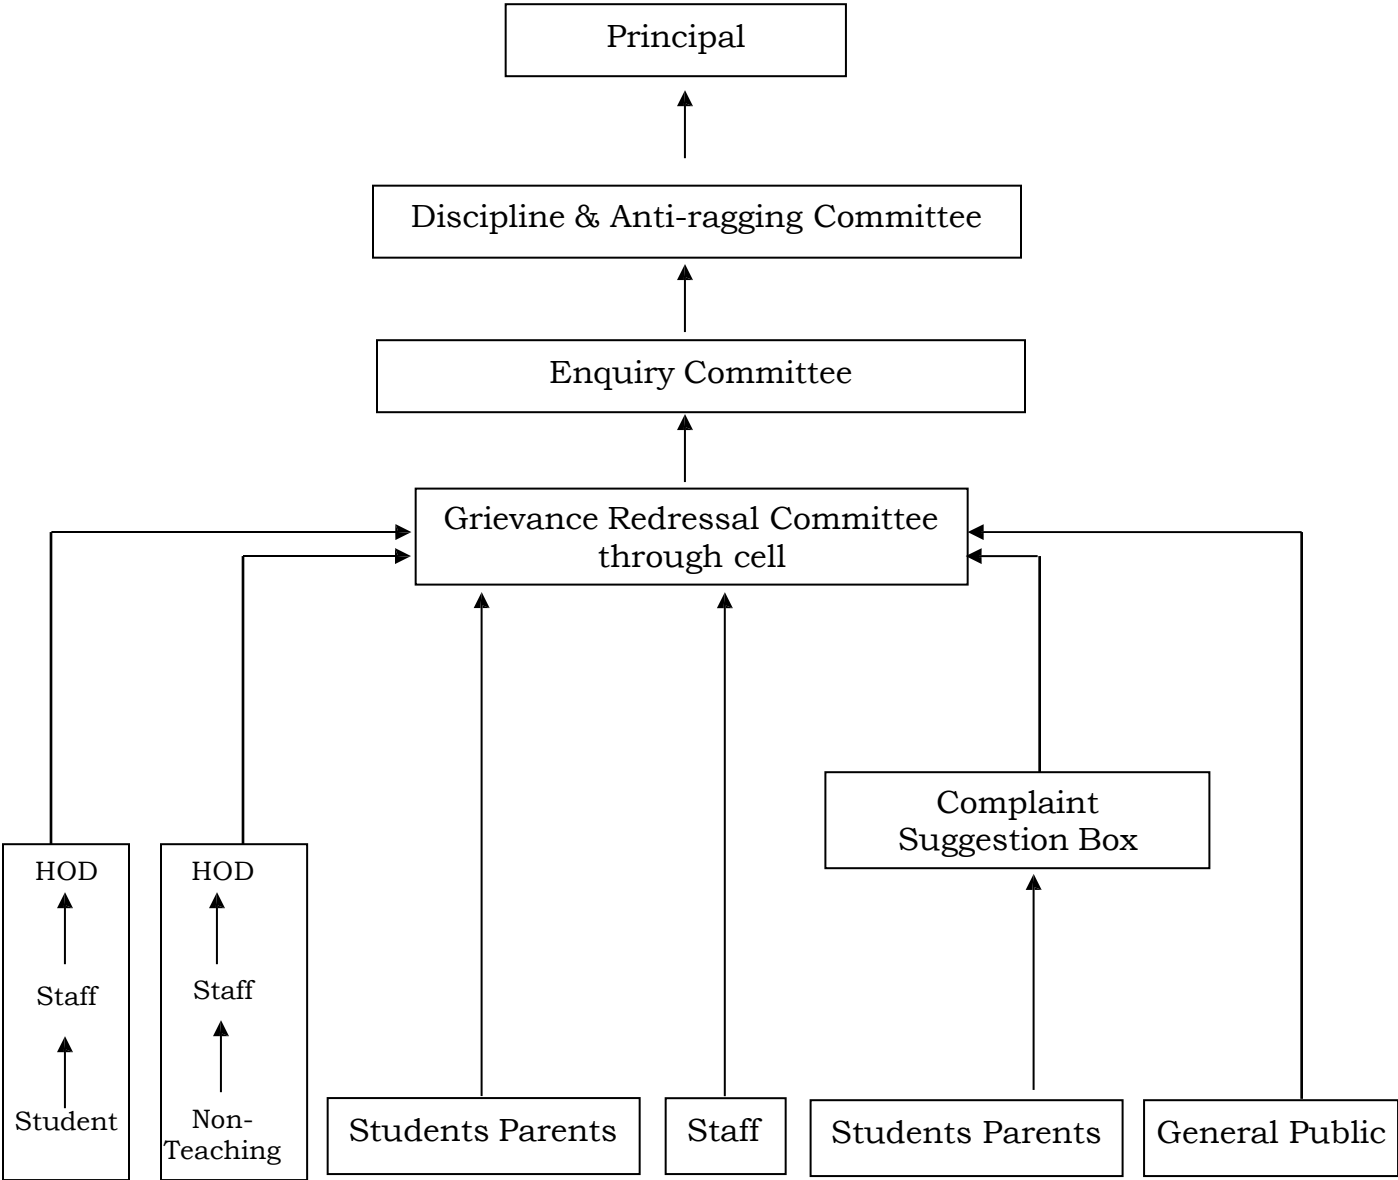 Principal
Discipline & Anti-ragging Committee
Enquiry Committee
Grievance Redressal Committee
through cell
Complaint
Suggestion Box
HOD
Staff
Student
HOD
Staff
Non-
Teaching
Students Parents
Staff
Students Parents
General Public